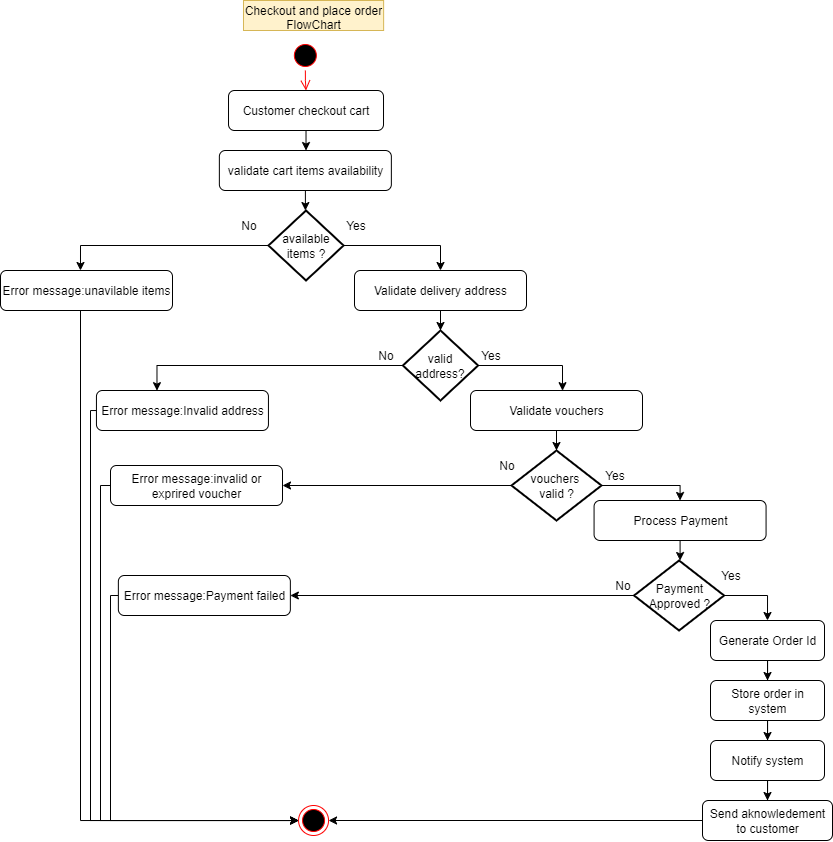 Checkout and place order
FlowChart
Customer checkout cart
validate cart items availability
No
Yes
available
items ?
Error message:unavilable items
Validate delivery address
No
valid
address?
Yes
Error message:Invalid address
Validate vouchers
No
vouchers
valid ?
Yes
Error message:invalid or
exprired voucher
Process Payment
No
Payment
Approved ?
Yes
Error message:Payment failed
Generate Order Id
Store order in
system
Notify system
Send aknowledement
to customer